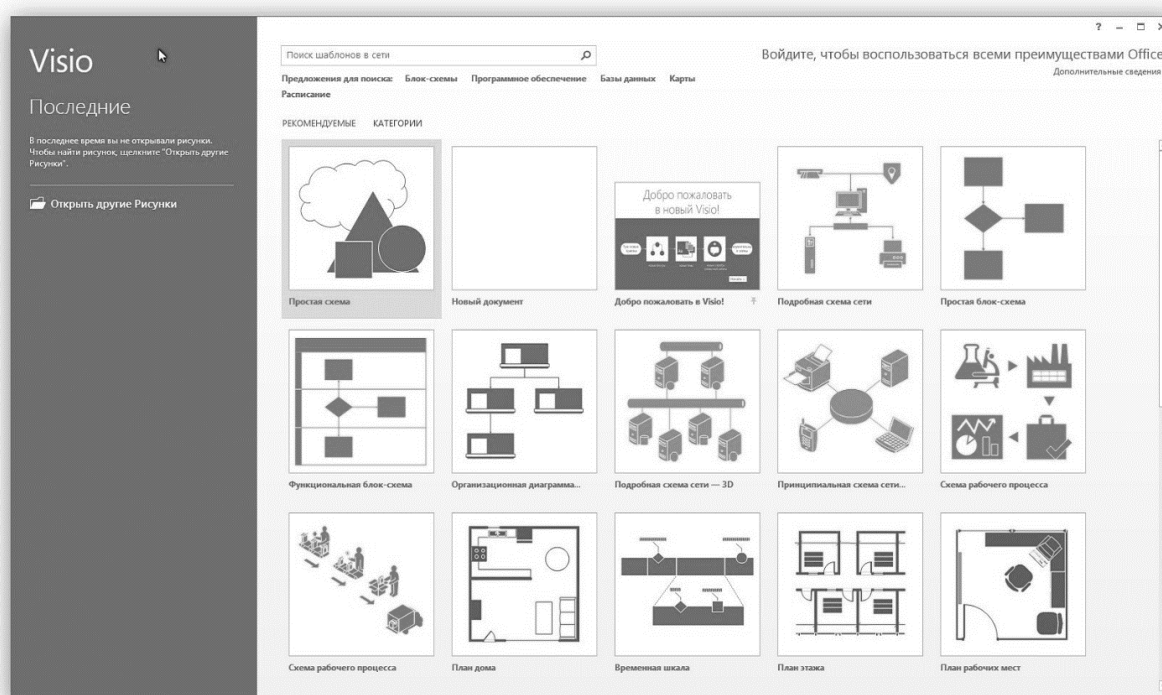 Visio
Последние
В последнее время вы не открывали рисунки.
Чтобы найти рисунок, щелкните "Открыть другие
Рисунки".
Открыть другие Рисунки
?
Поиск шаблонов в сети
Войдите, чтобы воспользоваться всеми преимуществами Office
Дополнительные сведения
Предложения для поиска: Блок-схемы Программное обеспечение Базы данных Карты
Расписание
РЕКОМЕНДУЕМЫЕ КАТЕГОРИИ
Добро пожаловать
в новый Visio!
Простая схема
Новый документ
Добро пожаловать в Visio!
Подробная схема сети
Простая блок-схема
Функциональная блок-схема
Организационная диаграмма...
Подробная схема сети — 3D
Принципиальная схема сети...
Схема рабочего процесса
Схема рабочего процесса
План дома
Временная шкала
План этажа
План рабочих мест